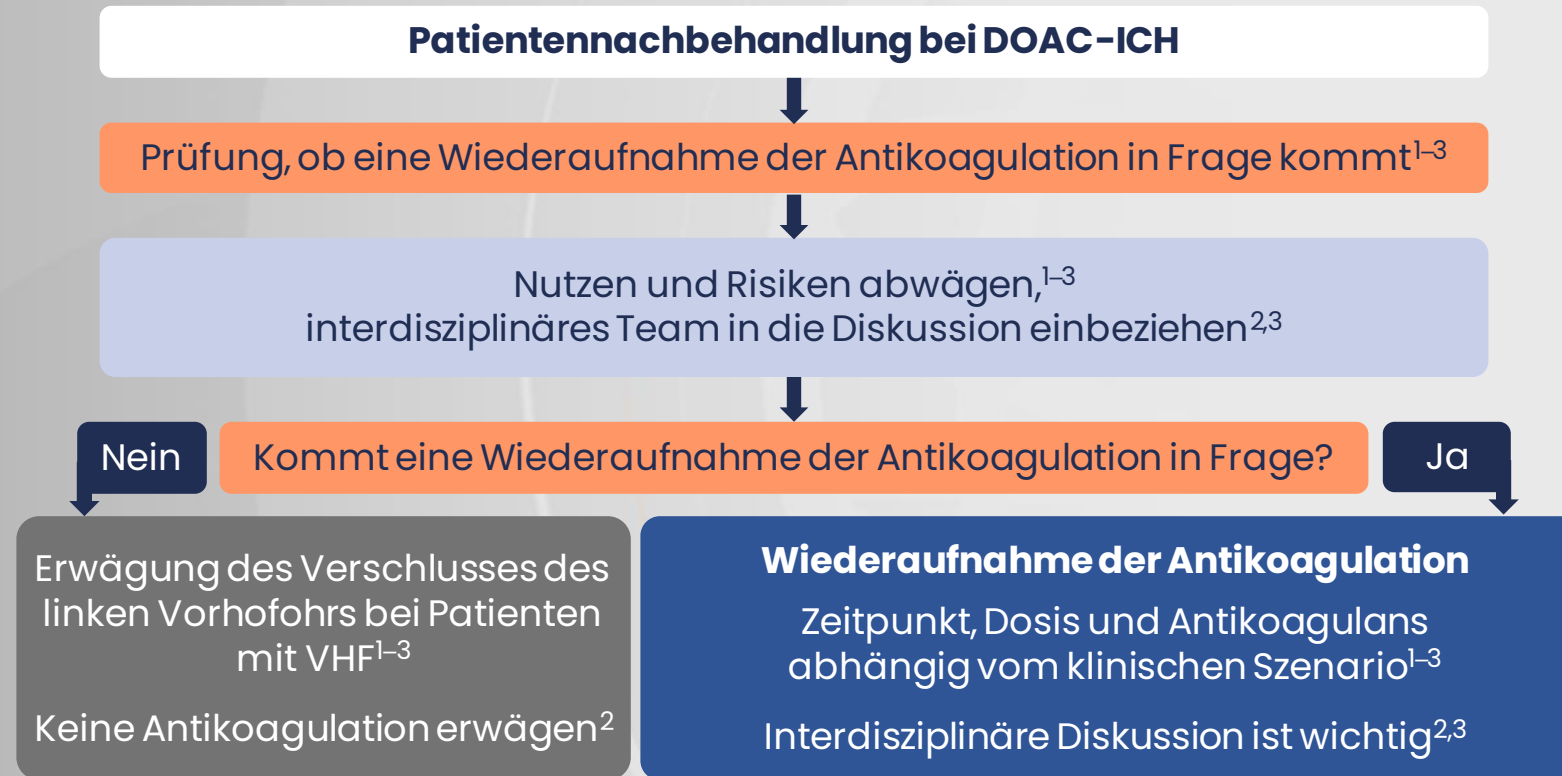 Patientennachbehandlung bei DOAC-ICH
Prüfung, ob eine Wiederaufnahme der Antikoagulation in Frage kommt¹⁻³
Nutzen und Risiken abwägen,¹⁻³
interdisziplinäres Team in die Diskussion einbeziehen²,³
Nein
Kommt eine Wiederaufnahme der Antikoagulation in Frage?
Ja
Erwägung des Verschlusses des
linken Vorhofohrs bei Patienten
mit VHF¹⁻³
Keine Antikoagulation erwägen²
Wiederaufnahme der Antikoagulation
Zeitpunkt, Dosis und Antikoagulans
abhängig vom klinischen Szenario¹⁻³
Interdisziplinäre Diskussion ist wichtig²,³